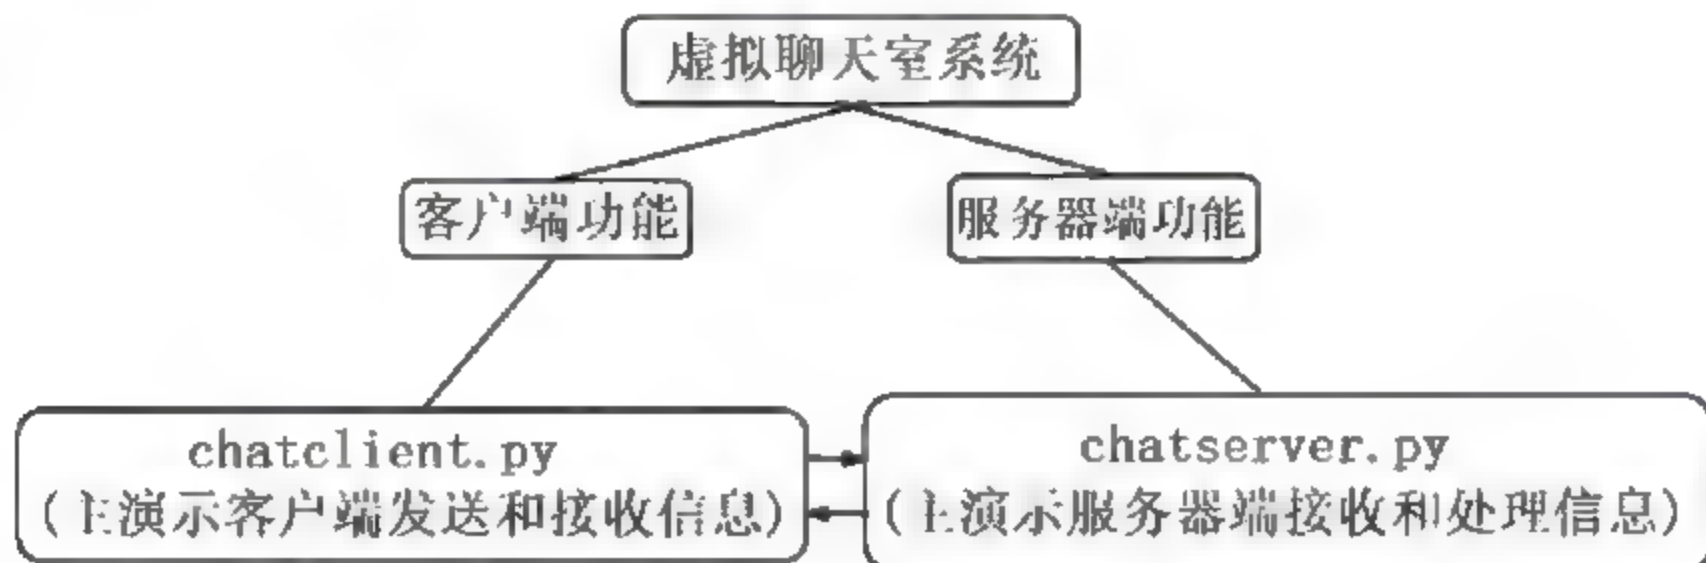 虚拟聊天室系统
客户端功能
服务器端功能
chatclient.py
(主演示客户端发送和接收信息)
chatserver.py
(主演示服务器端接收和处理信息)